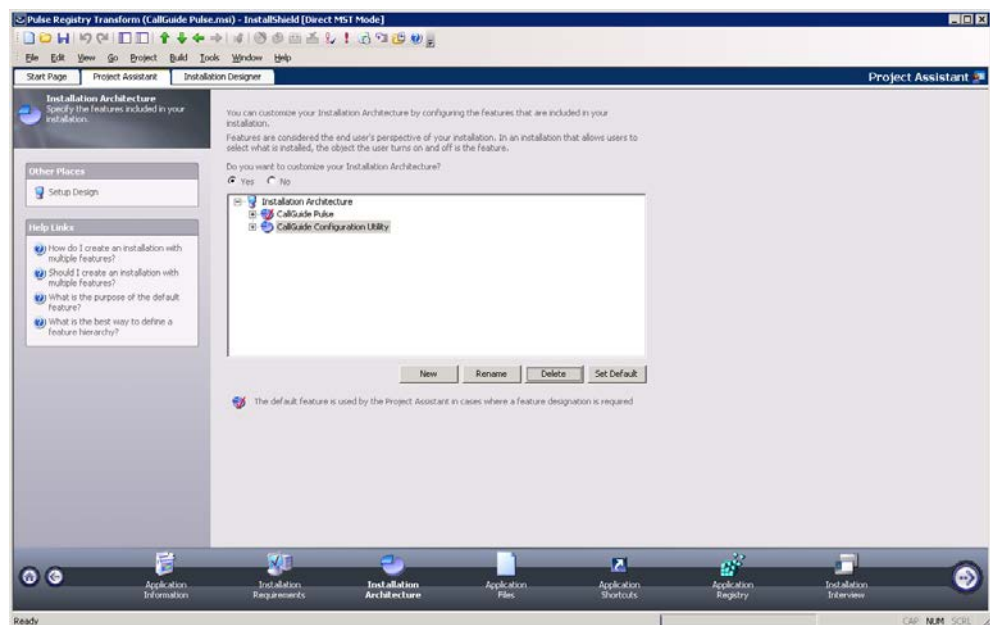 Pulse Registry Transform (CallGuide Pulse.msi) - InstallShield [Direct MST Mode]
File Edit View Go Project Build Tools Window Help
Start Page Project Assistant Installation Designer Project Assistant
Installation Architecture
Specify the features included in your
installation.
Other Places
Setup Design
Help Links
How do I create an installation with
multiple features?
Should I create an installation with
multiple features?
What is the purpose of the default
feature?
What is the best way to define a
feature hierarchy?
You can customize your Installation Architecture by configuring the features that are included in your
installation.
Features are considered the end user's perspective of your installation. In an installation that allows users to
select what is installed, the object the user turns on and off is the feature.
Do you want to customize your Installation Architecture?
Yes No
Installation Architecture
CallGuide Pulse
CallGuide Configuration Utility
New Rename Delete Set Default
The default feature is used by the Project Assistant in cases where a feature designation is required
Application
Information
Installation
Requirements
Installation
Architecture
Application
Files
Application
Shortcuts
Application
Registry
Installation
Interview
Ready CAP NUM SCRL